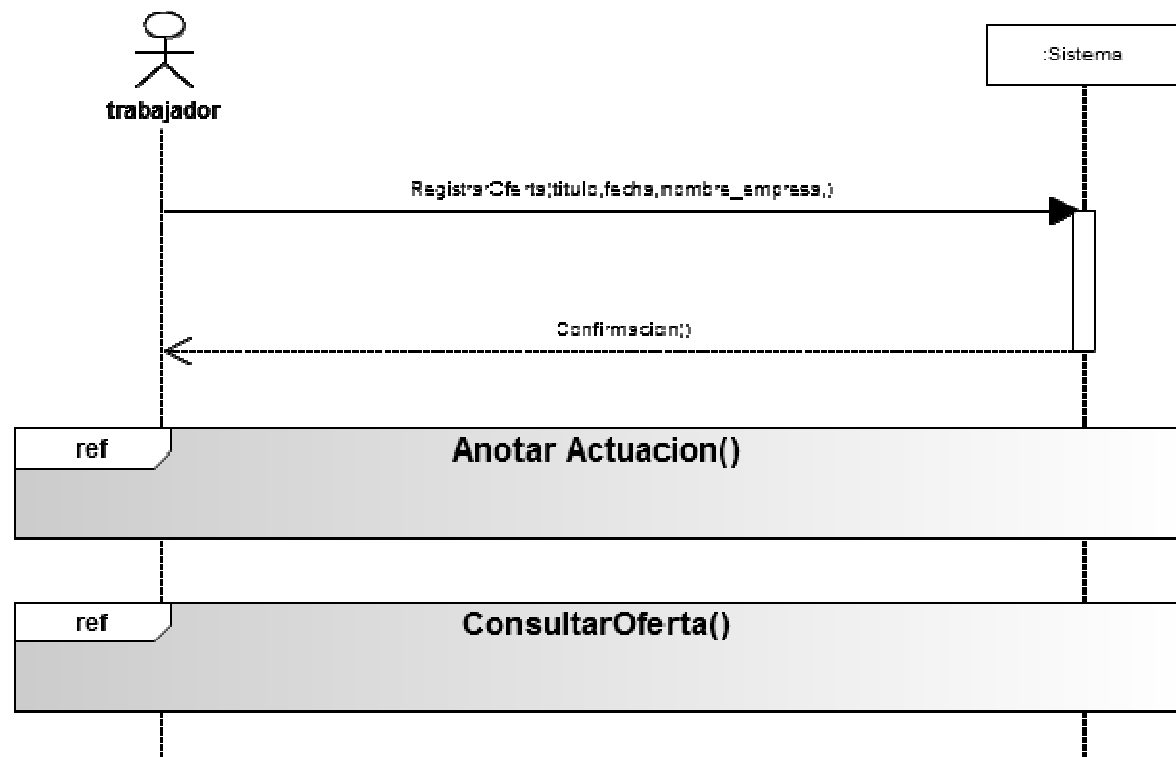 :Sistema
trabajador
RegistrarOferta(titulo,fecha,nombre_empresa,)
Confirmacion()
ref
Anotar Actuacion()
ref
ConsultarOferta()